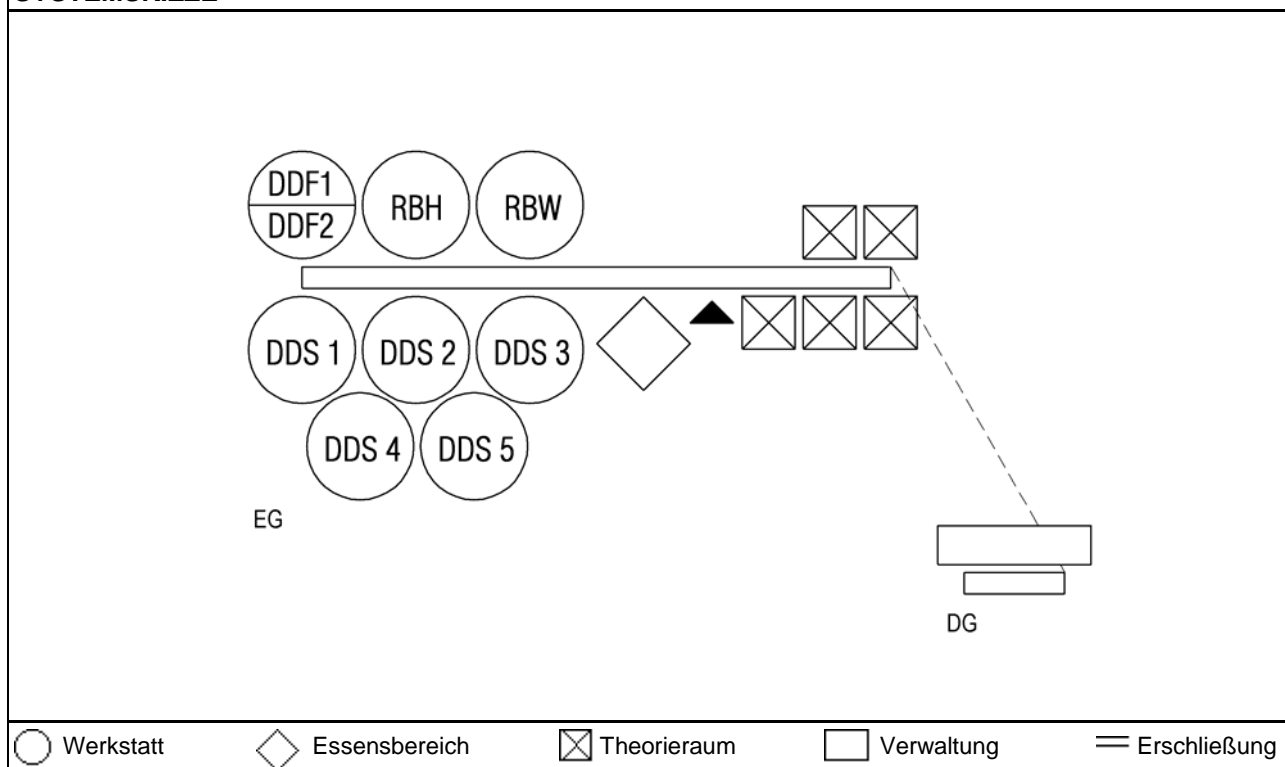 DDF1
DDF2
RBH
RBW
DDS 1
DDS 2
DDS 3
DDS 4
DDS 5
EG
DG
Werkstatt
Essensbereich
Theorieraum
Verwaltung
Erschließung